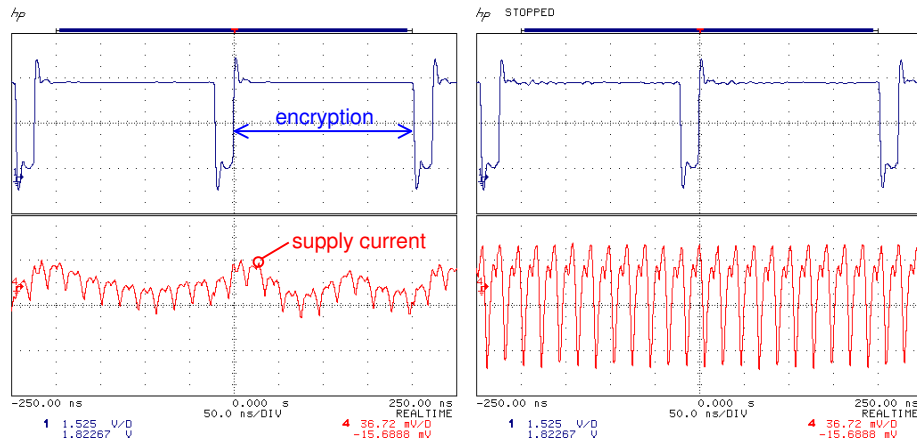 hp
encryption
supply current
-250.00 ns 0.000 s 250.00 ns
50.0 ns/DIV REALTIME
1 1.525 V/D 4 36.72 mV/D
1.82267 V -15.6888 mV
hp STOPPED
-250.00 ns 0.000 s 250.00 ns
50.0 ns/DIV REALTIME
1 1.525 V/D 4 36.72 mV/D
1.82267 V -15.6888 mV